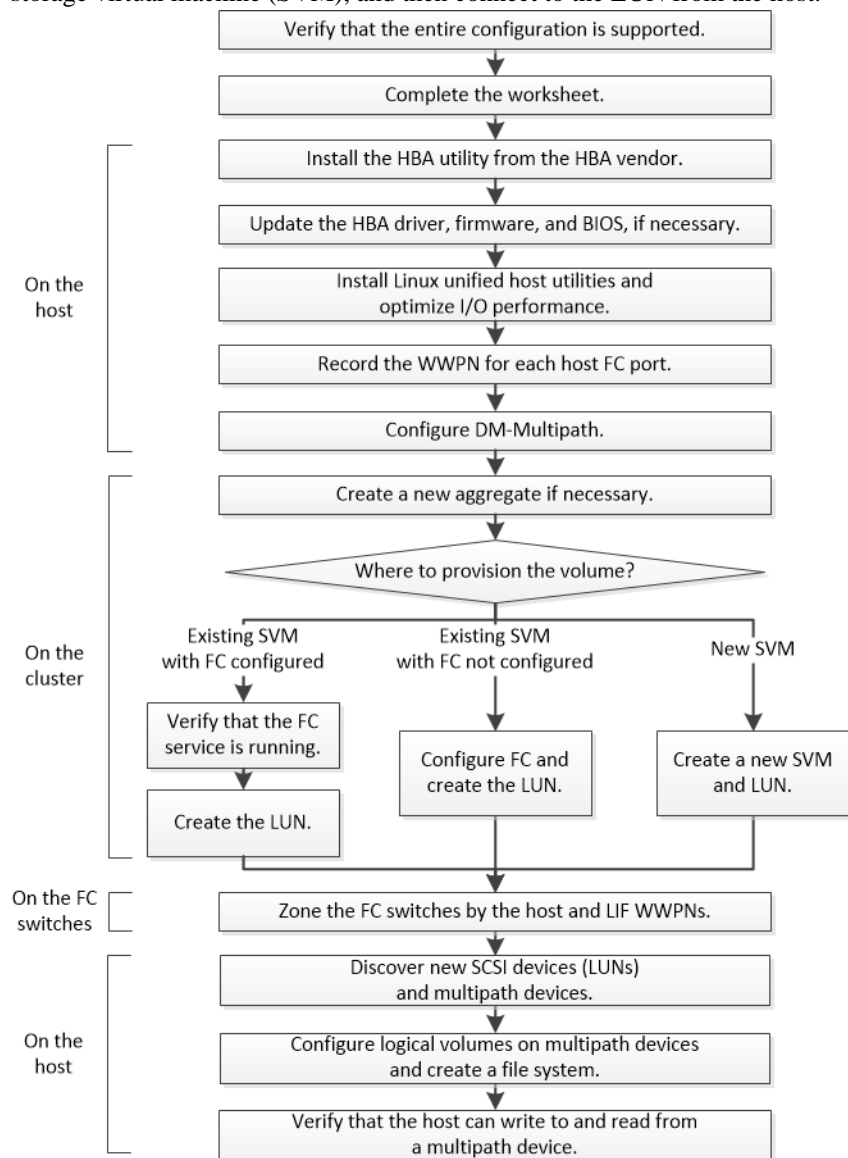 storage virtual machine (SVM), and then connect to the LUN from the host.
Verify that the entire configuration is supported.
Complete the worksheet.
On the
host
Install the HBA utility from the HBA vendor.
Update the HBA driver, firmware, and BIOS, if necessary.
Install Linux unified host utilities and
optimize I/O performance.
Record the WWPN for each host FC port.
Configure DM-Multipath.
On the
cluster
Create a new aggregate if necessary.
Where to provision the volume?
Existing SVM
with FC configured
Verify that the FC
service is running.
Create the LUN.
Existing SVM
with FC not configured
Configure FC and
create the LUN.
New SVM
Create a new SVM
and LUN.
On the FC
switches
Zone the FC switches by the host and LIF WWPNs.
On the
host
Discover new SCSI devices (LUNs)
and multipath devices.
Configure logical volumes on multipath devices
and create a file system.
Verify that the host can write to and read from
a multipath device.